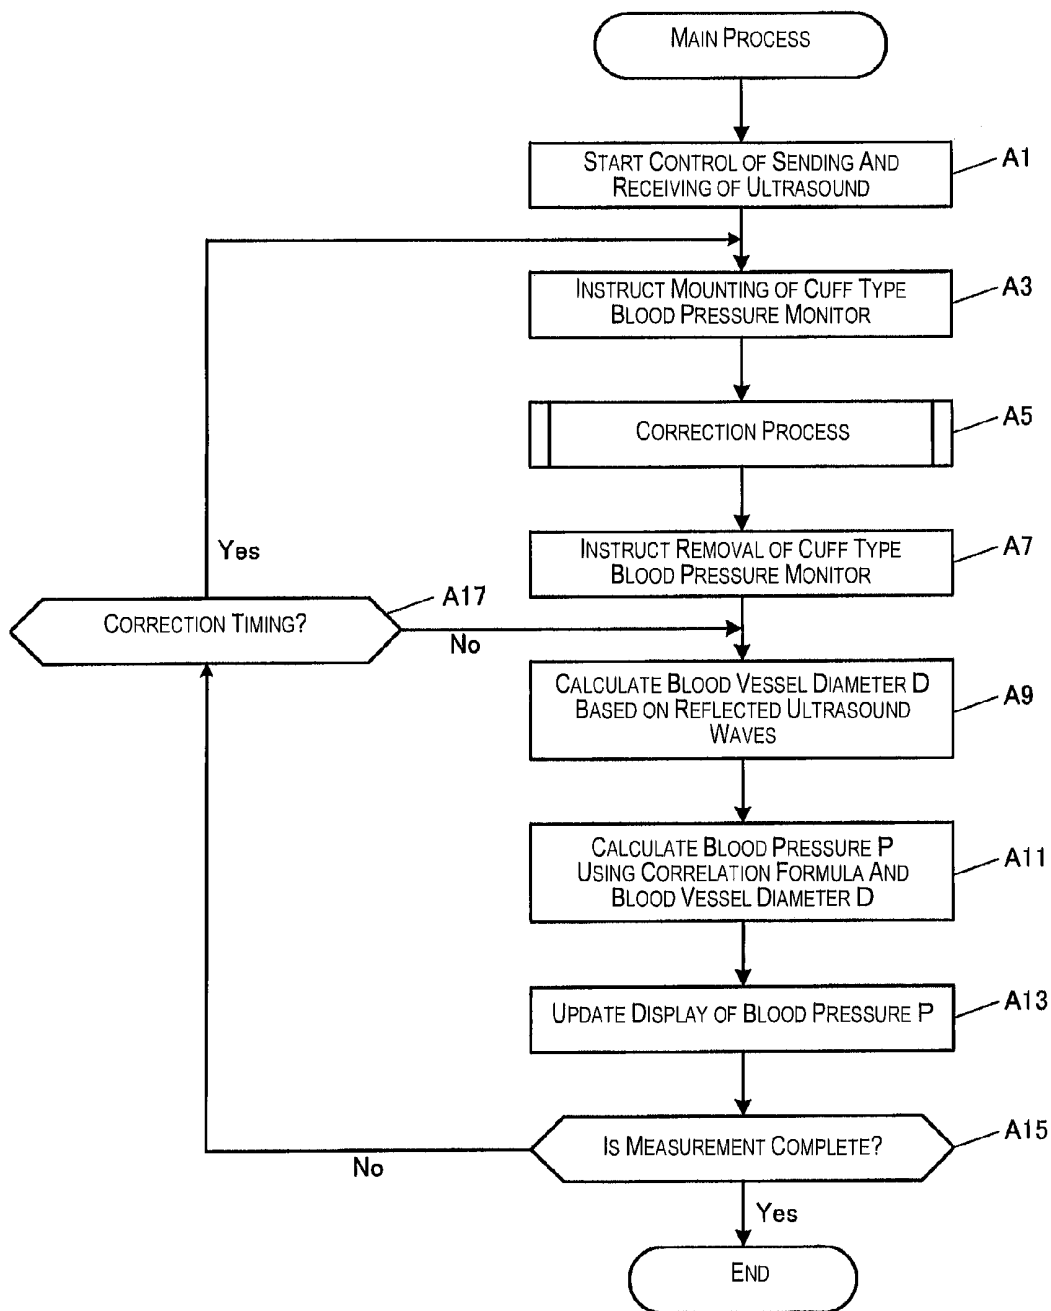 MAIN PROCESS
START CONTROL OF SENDING AND
RECEIVING OF ULTRASOUND
A1
INSTRUCT MOUNTING OF CUFF TYPE
BLOOD PRESSURE MONITOR
A3
CORRECTION PROCESS
A5
INSTRUCT REMOVAL OF CUFF TYPE
BLOOD PRESSURE MONITOR
A7
Yes
CORRECTION TIMING?
A17
No
CALCULATE BLOOD VESSEL DIAMETER D
BASED ON REFLECTED ULTRASOUND
WAVES
A9
CALCULATE BLOOD PRESSURE P
USING CORRELATION FORMULA AND
BLOOD VESSEL DIAMETER D
A11
UPDATE DISPLAY OF BLOOD PRESSURE P
A13
IS MEASUREMENT COMPLETE?
A15
No
Yes
END